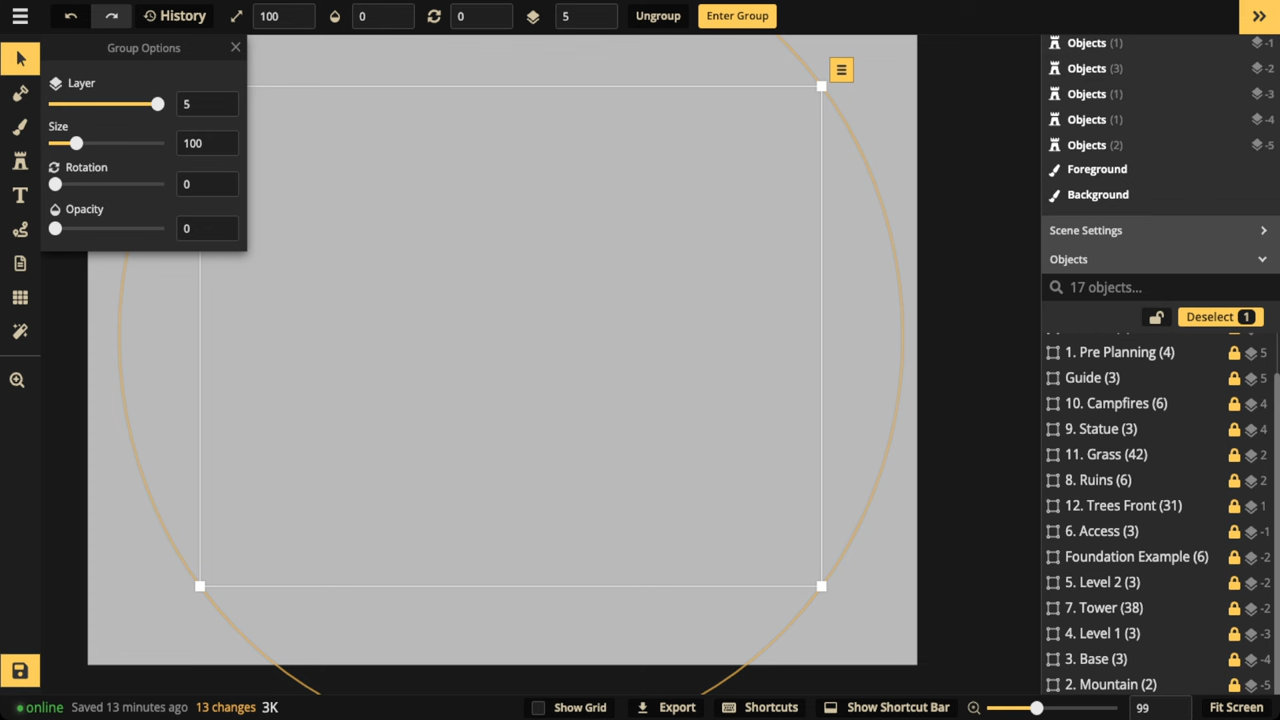 History 100 0 0 5 Ungroup Enter Group
Group Options
Layer
5
Size
100
Rotation
0
Opacity
0
Objects (1) -1
Objects (3) -2
Objects (1) -3
Objects (1) -4
Objects (2) -5
Foreground
Background
Scene Settings
Objects
17 objects...
Deselect 1
1. Pre Planning (4) 5
Guide (3) 5
10. Campfires (6) 4
9. Statue (3) 4
11. Grass (42) 2
8. Ruins (6) 2
12. Trees Front (31) 1
6. Access (3) -1
Foundation Example (6) -2
5. Level 2 (3) -2
7. Tower (38) -2
4. Level 1 (3) -3
3. Base (3) -4
2. Mountain (2) -5
online Saved 13 minutes ago 13 changes 3K Show Grid Export Shortcuts Show Shortcut Bar 99 Fit Screen